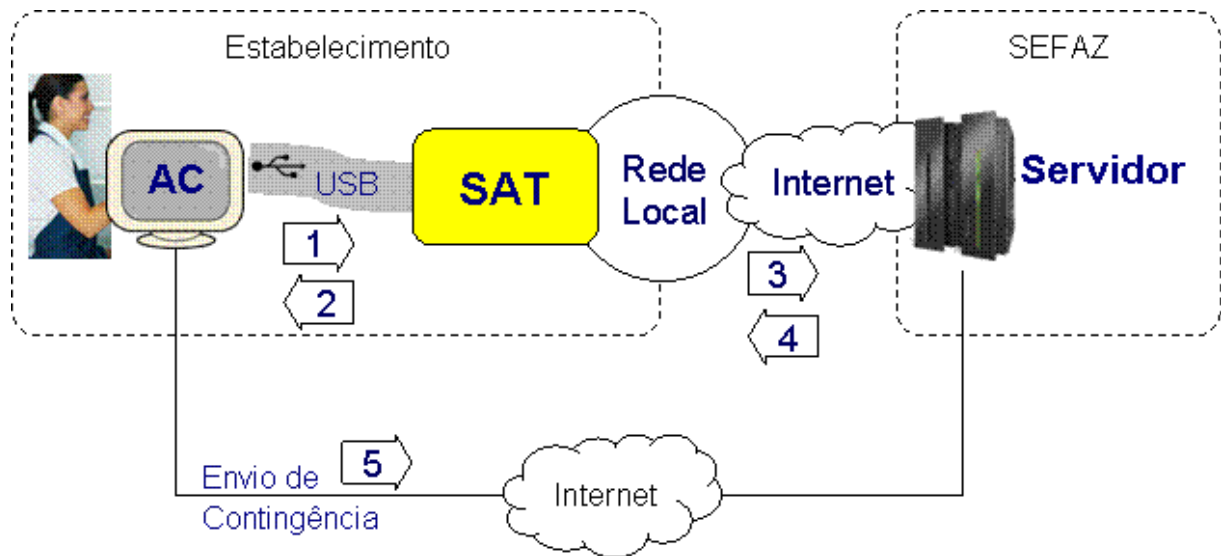 Estabelecimento
SEFAZ
AC
USB
SAT
Rede
Local
Internet
Servidor
1
2
3
4
5
Envio de
Contingência
Internet